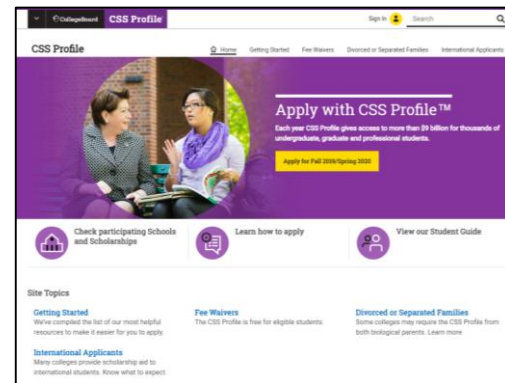 CollegeBoard CSS Profile
Sign In
Search
CSS Profile
Home
Getting Started
Fee Waivers
Divorced or Separated Families
International Applicants
Apply with CSS Profile™
Each year CSS Profile gives access to more than $9 billion for thousands of
undergraduate, graduate and professional students.
Apply for Fall 2019/Spring 2020
Check participating Schools
and Scholarships
Learn how to apply
View our Student Guide
Site Topics
Getting Started
We've compiled the list of our most helpful
resources to make it easier for you to apply.
Fee Waivers
The CSS Profile is free for eligible students.
Divorced or Separated Families
Some colleges may require the CSS Profile from
both biological parents. Learn more.
International Applicants
Many colleges provide scholarship aid to
international students. Know what to expect.